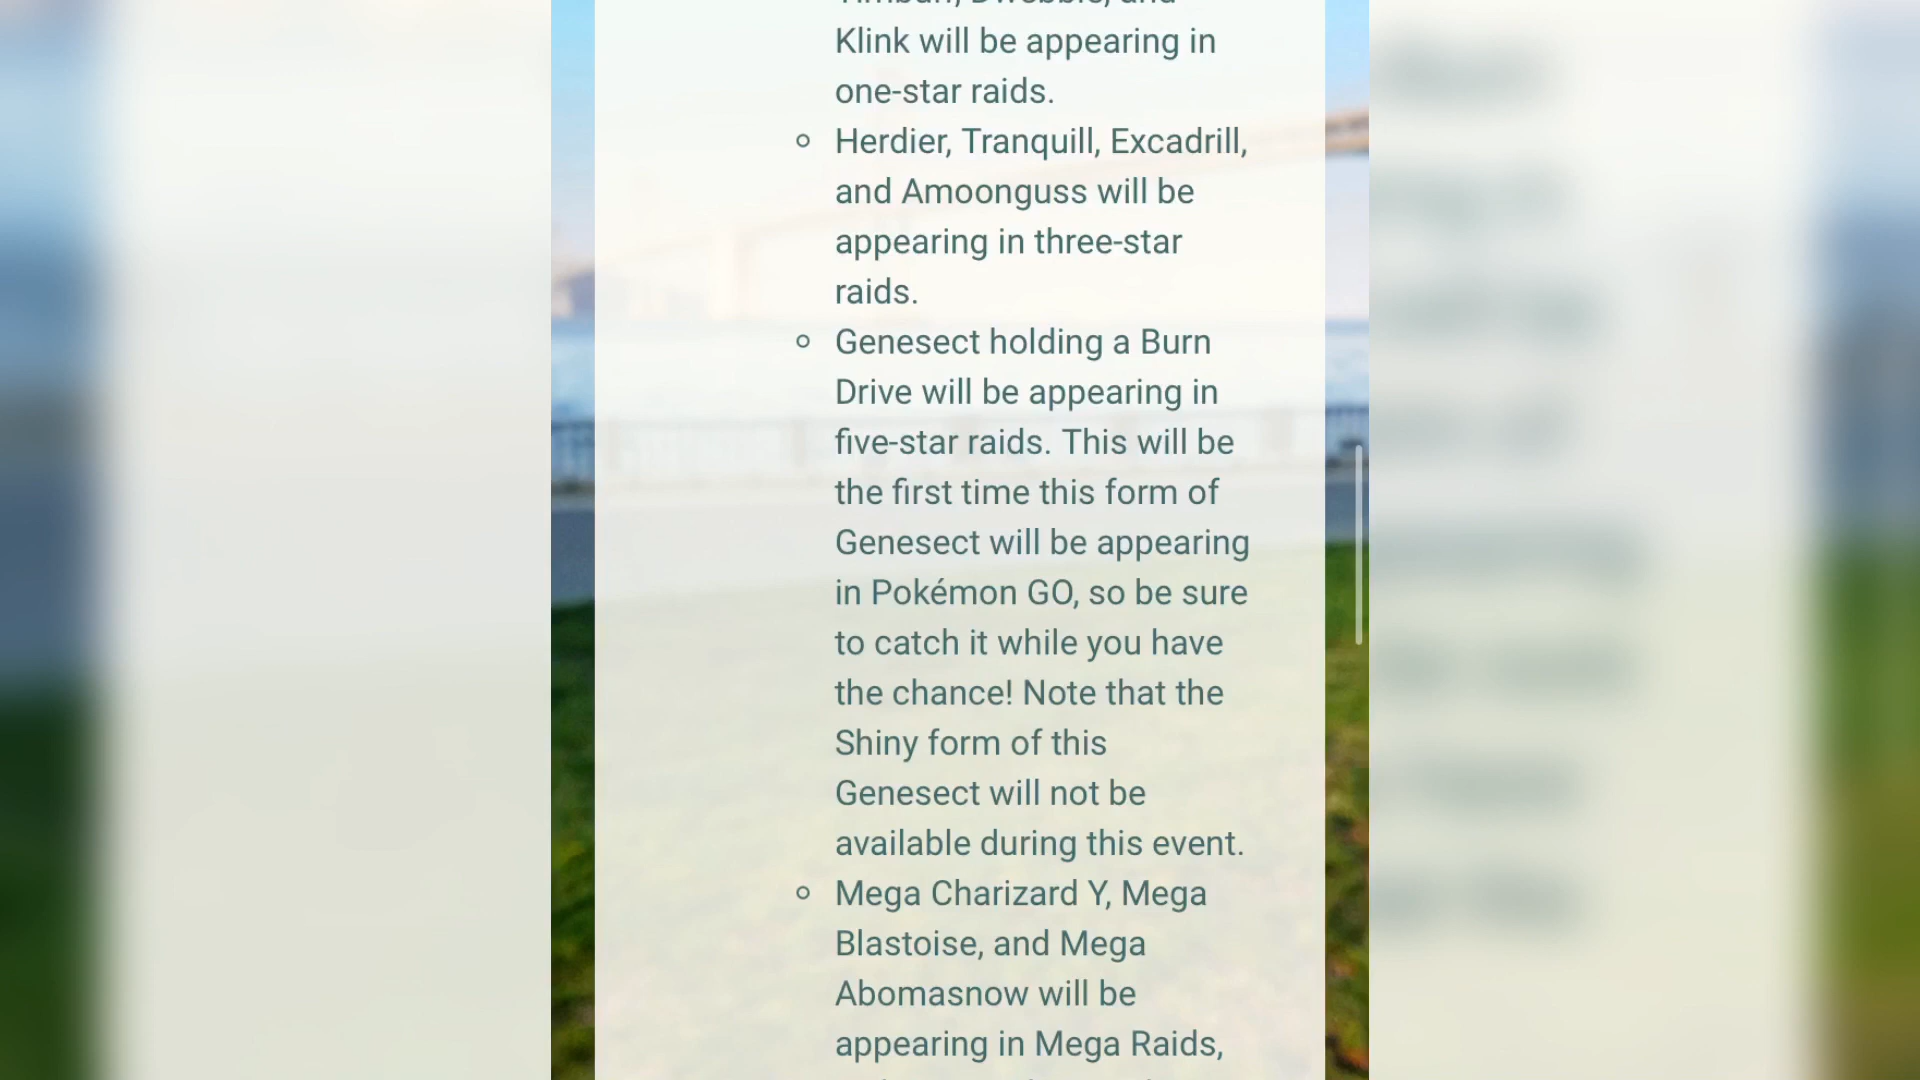 Klink will be appearing in
one-star raids.
Herdier, Tranquill, Excadrill,
and Amoonguss will be
appearing in three-star
raids.
Genesect holding a Burn
Drive will be appearing in
five-star raids. This will be
the first time this form of
Genesect will be appearing
in Pokémon GO, so be sure
to catch it while you have
the chance! Note that the
Shiny form of this
Genesect will not be
available during this event.
Mega Charizard Y, Mega
Blastoise, and Mega
Abomasnow will be
appearing in Mega Raids,